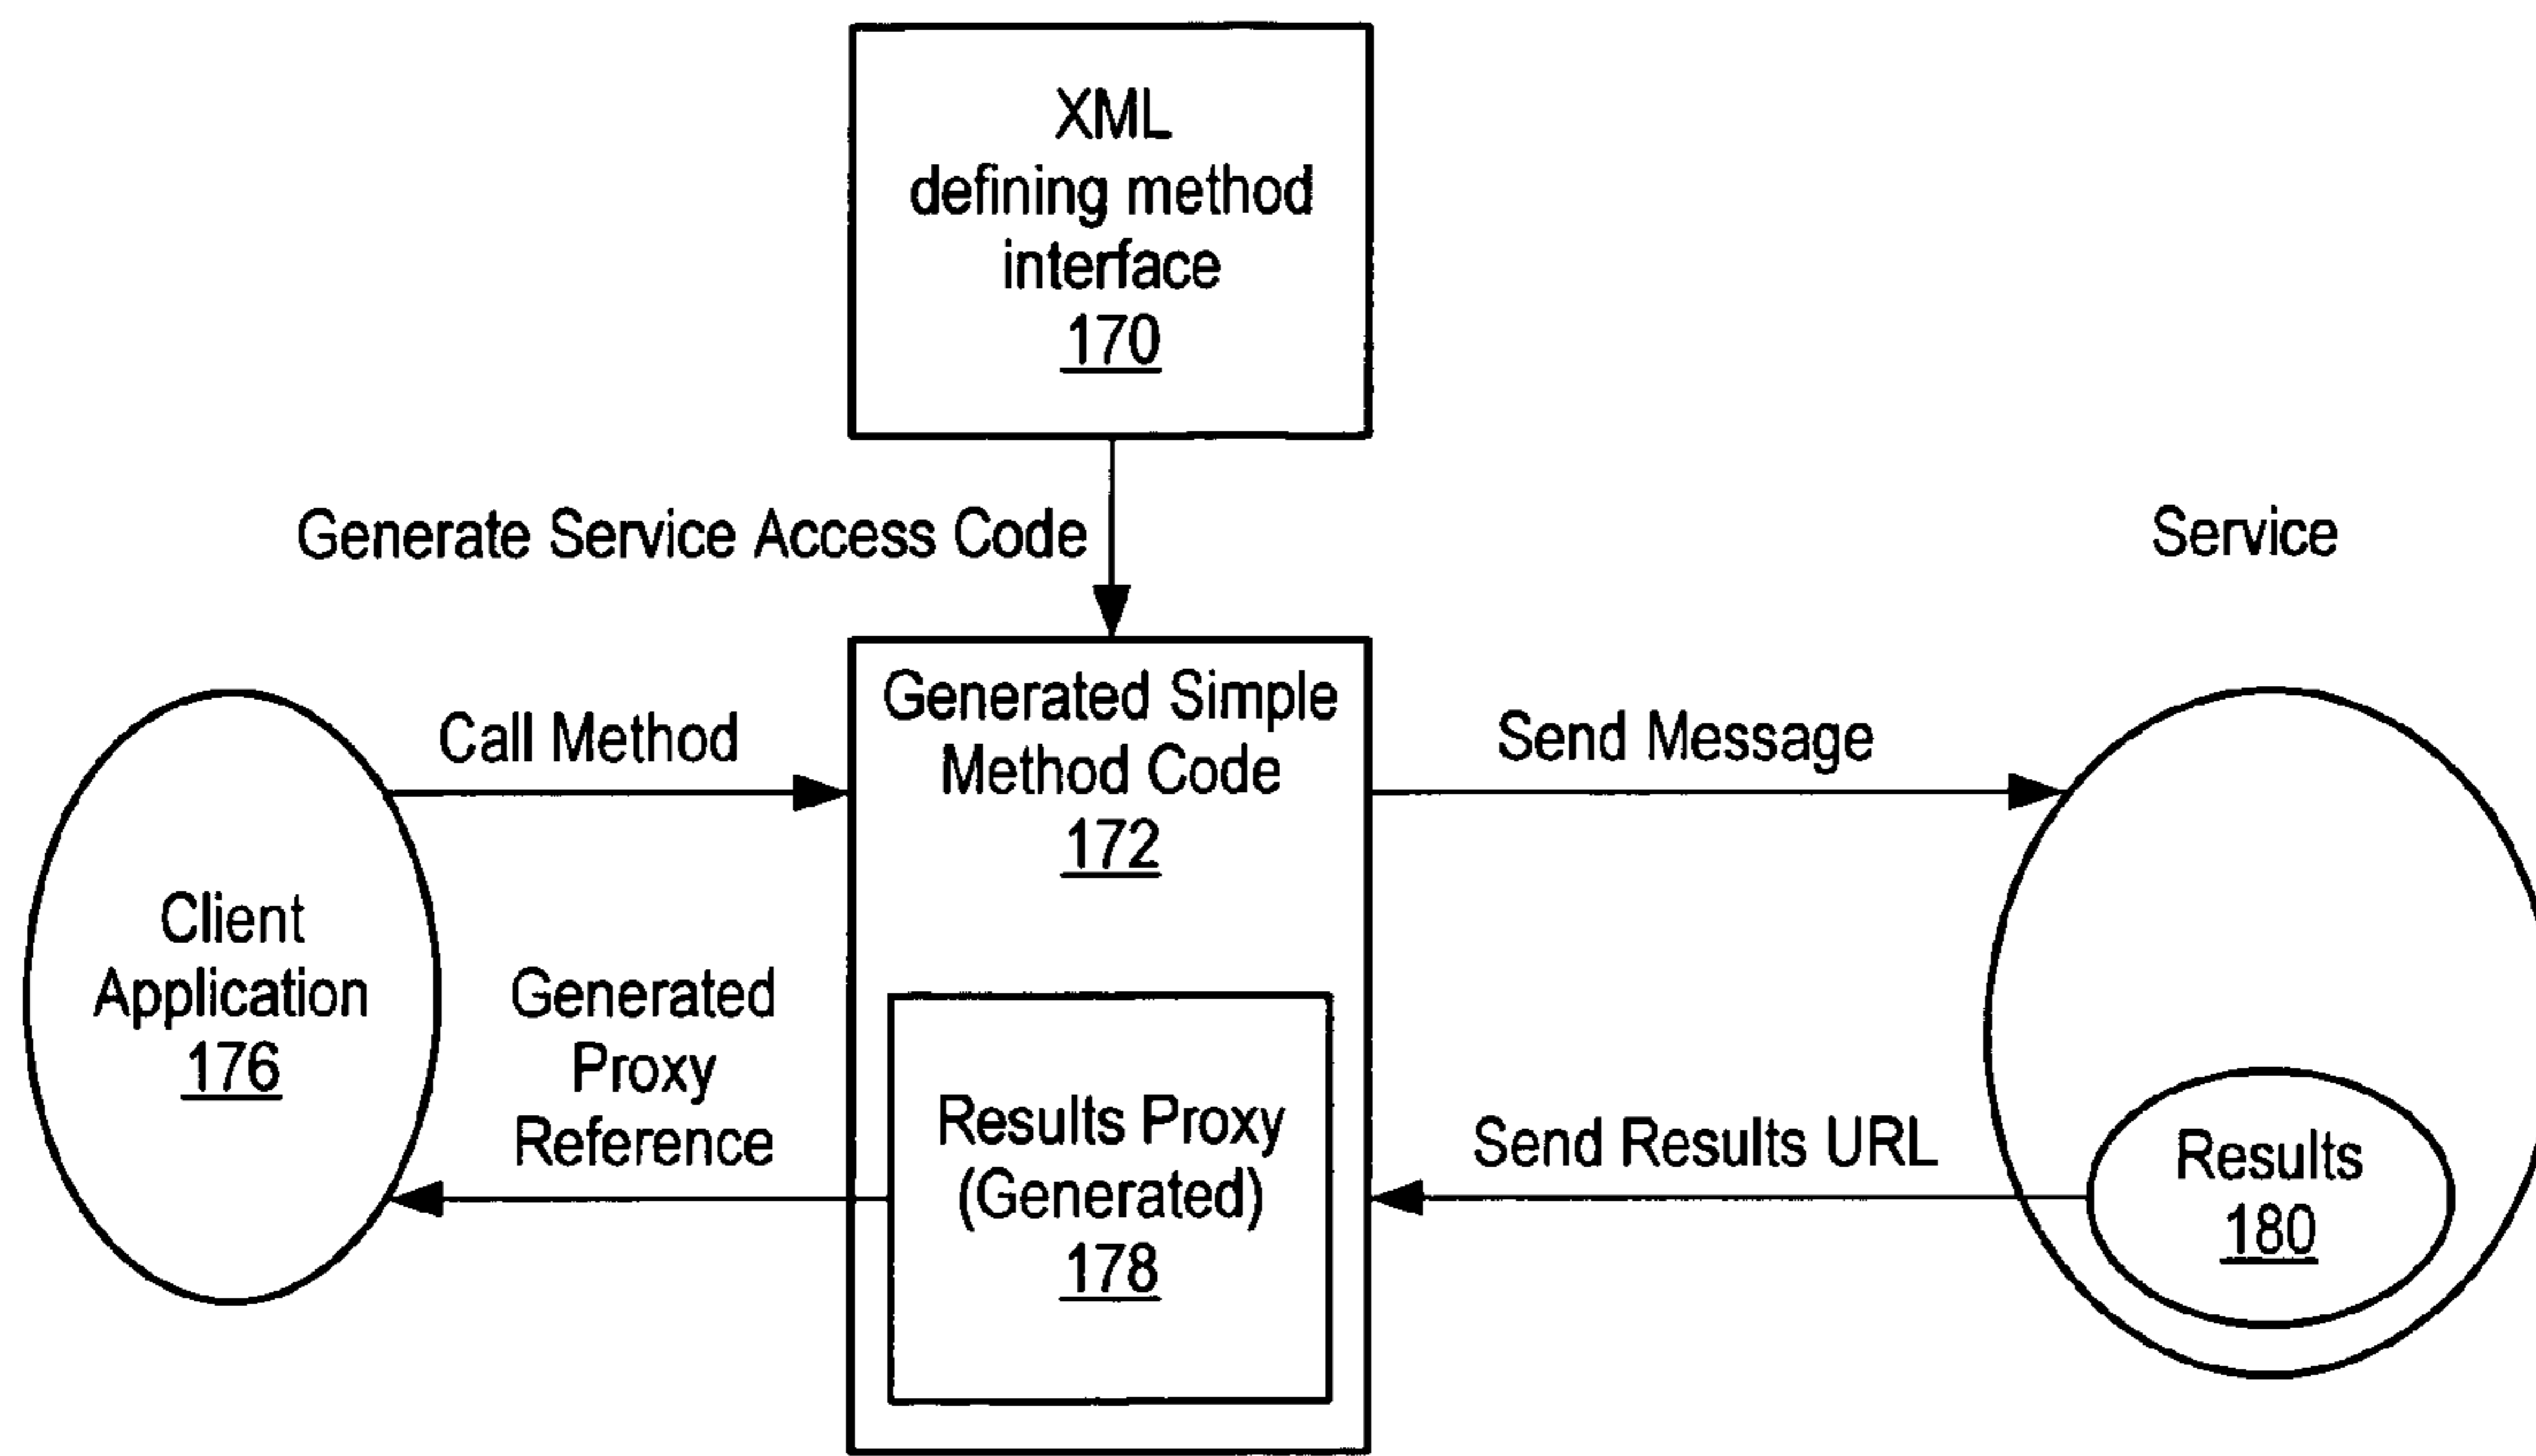 XML
defining method
interface
170
Generate Service Access Code
Service
Call Method
Generated Simple
Method Code
172
Send Message
Client
Application
176
Generated
Proxy
Reference
Results Proxy
(Generated)
178
Send Results URL
Results
180